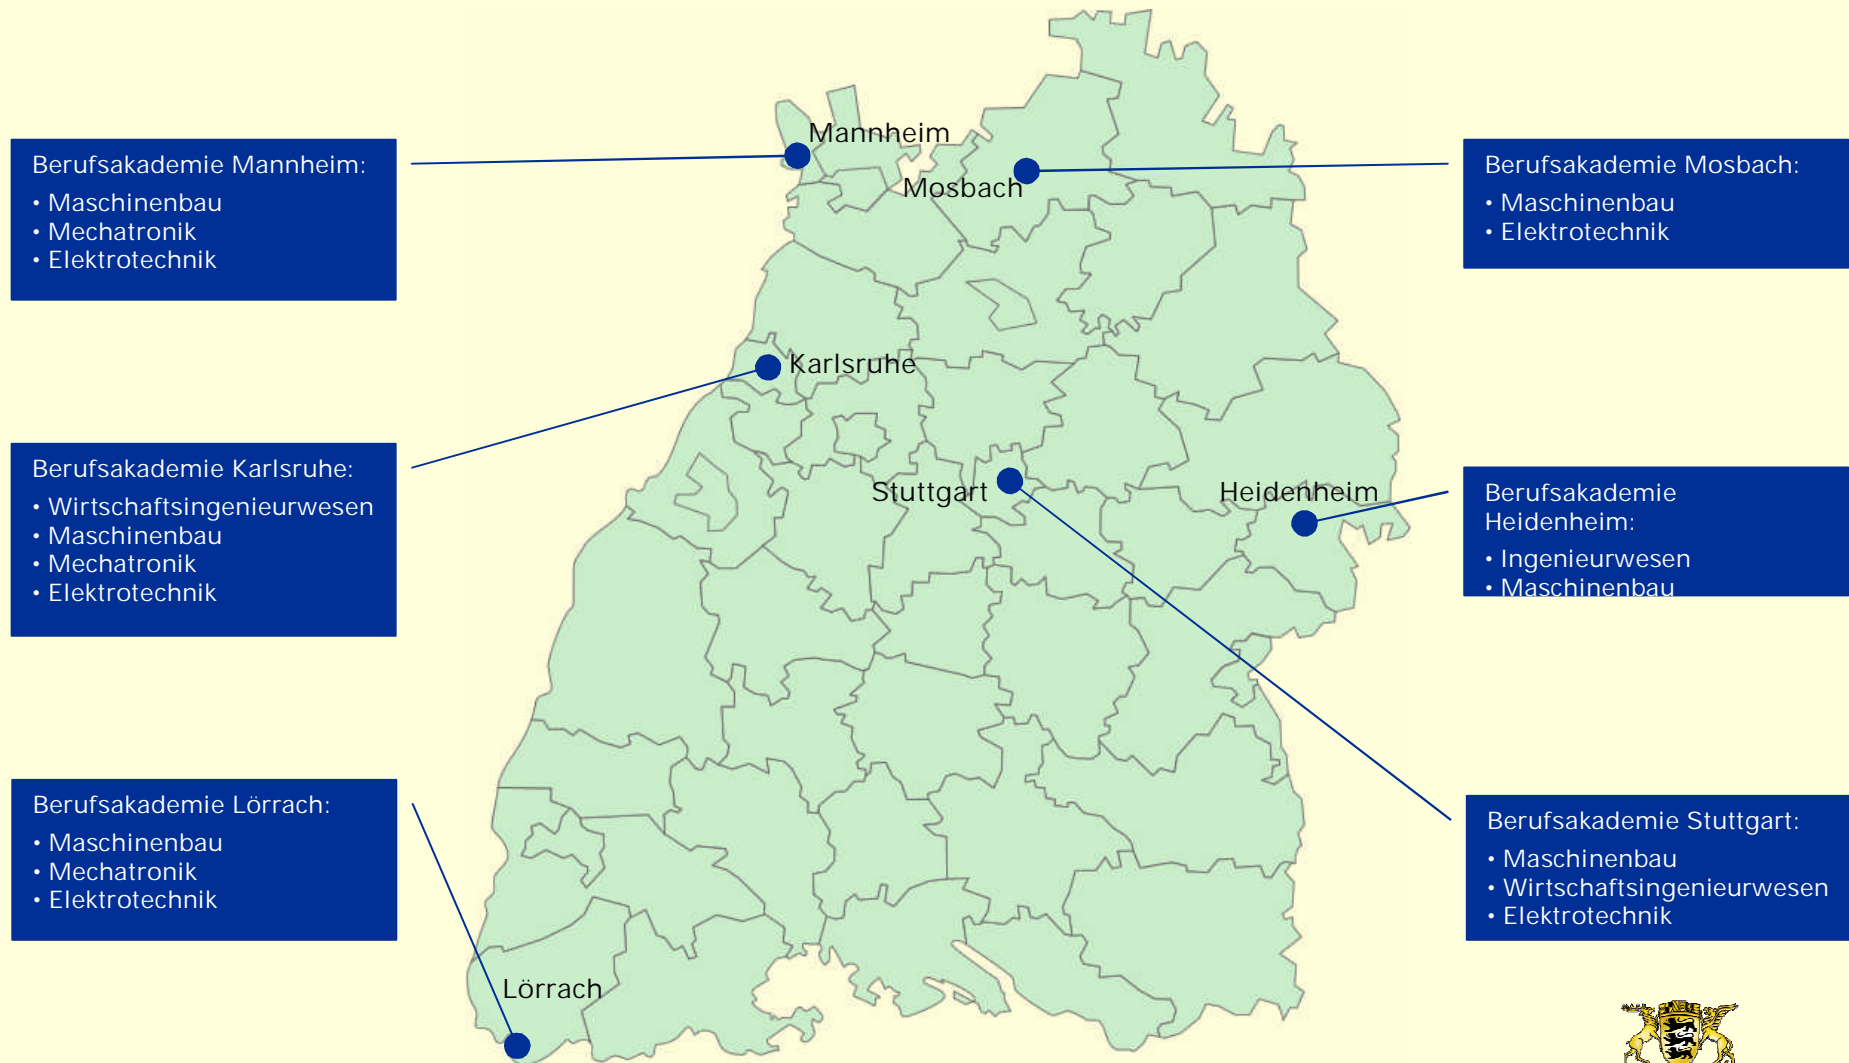 Mannheim
Mosbach
Karlsruhe
Stuttgart
Heidenheim
Lörrach
Berufsakademie Mannheim:
• Maschinenbau
• Mechatronik
• Elektrotechnik
Berufsakademie Karlsruhe:
• Wirtschaftsingenieurwesen
• Maschinenbau
• Mechatronik
• Elektrotechnik
Berufsakademie Lörrach:
• Maschinenbau
• Mechatronik
• Elektrotechnik
Berufsakademie Mosbach:
• Maschinenbau
• Elektrotechnik
Berufsakademie
Heidenheim:
• Ingenieurwesen
• Maschinenbau
Berufsakademie Stuttgart:
• Maschinenbau
• Wirtschaftsingenieurwesen
• Elektrotechnik